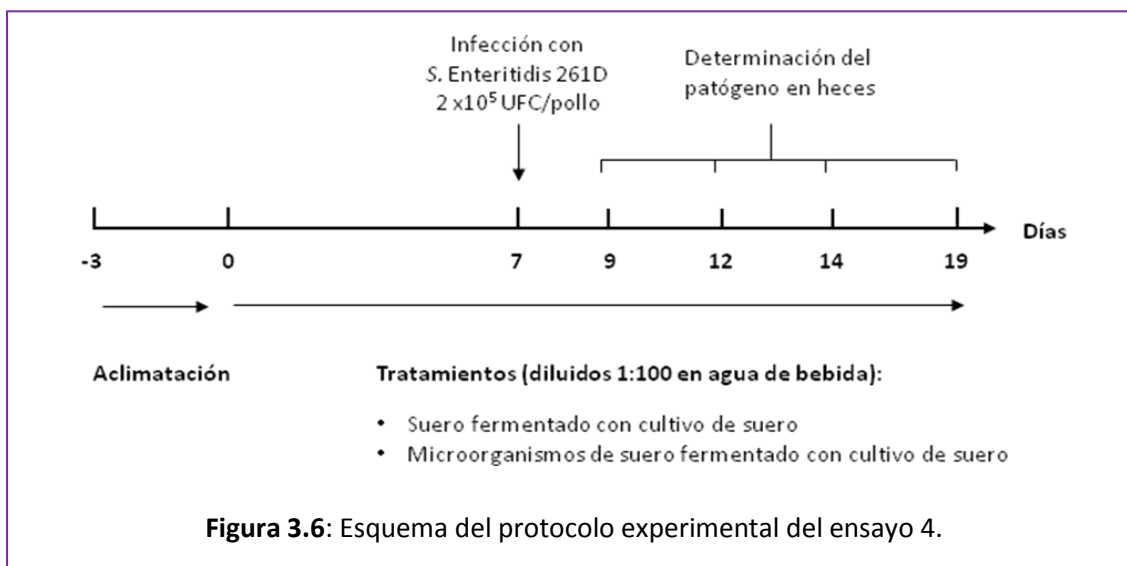 Infección con
S. Enteritidis 261D
2 x10⁵ UFC/pollo
Determinación del
patógeno en heces
Días
-3 0 7 9 12 14 19
Aclimatación
Tratamientos (diluidos 1:100 en agua de bebida):
• Suero fermentado con cultivo de suero
• Microorganismos de suero fermentado con cultivo de suero
Figura 3.6: Esquema del protocolo experimental del ensayo 4.